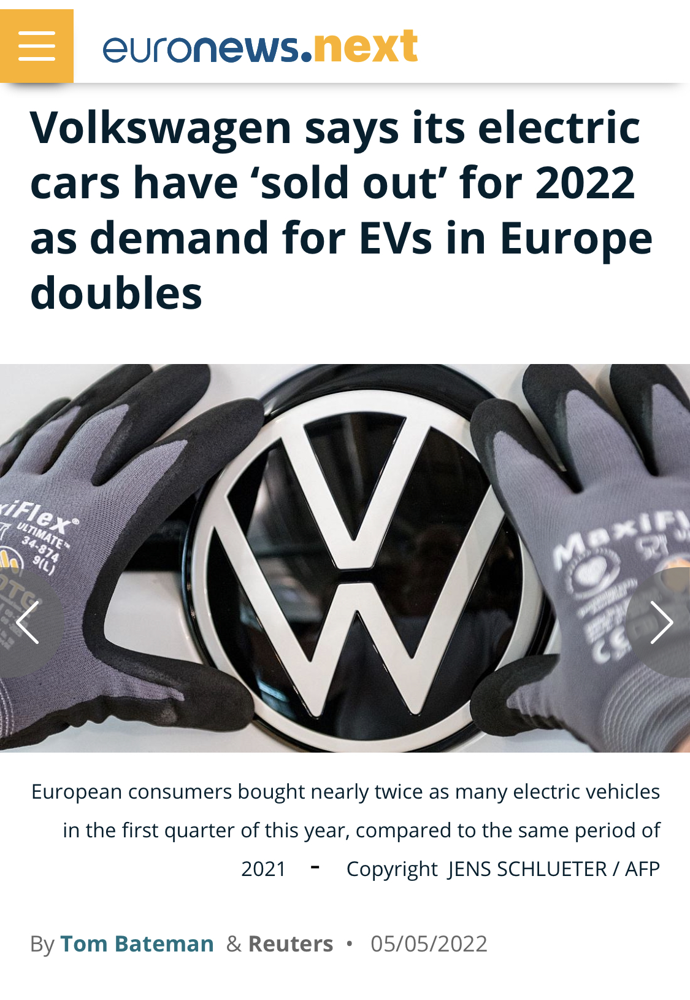 euronews.next
Volkswagen says its electric
cars have ‘sold out’ for 2022
as demand for EVs in Europe
doubles
xiFlex®
ULTIMATE™
34-874
9(L)
MaxiFl
CE
European consumers bought nearly twice as many electric vehicles
in the first quarter of this year, compared to the same period of
2021 - Copyright JENS SCHLUETER / AFP
By Tom Bateman & Reuters • 05/05/2022